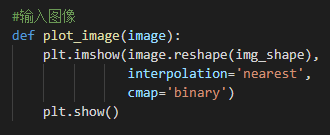 #输入图像
def plot_image(image):
    plt.imshow(image.reshape(img_shape),
               interpolation='nearest',
               cmap='binary')
    plt.show()